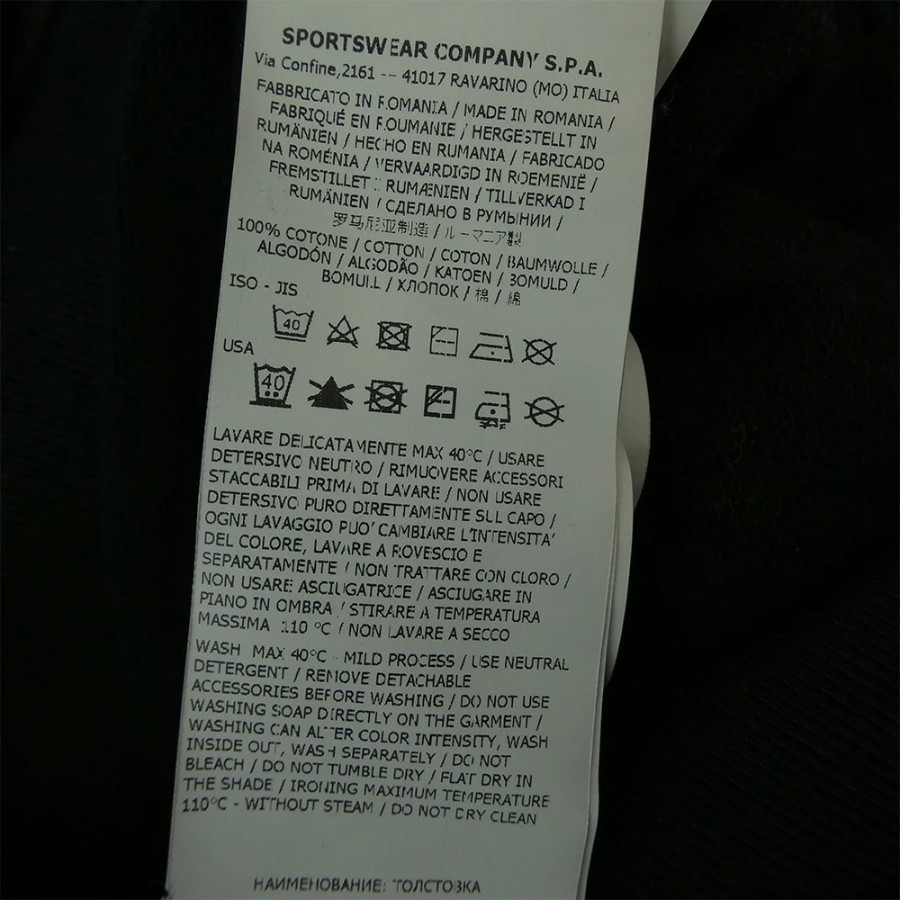 SPORTSWEAR COMPANY S.P.A.
Via Confine,2161 -- 41017 RAVARINO (MO) ITALIA
FABBRICATO IN ROMANIA / MADE IN ROMANIA /
FABRIQUÉ EN ROUMANIE / HERGESTELLT IN
RUMÄNIEN / HECHO EN RUMANIA / FABRICADO
NA ROMÉNIA / VERVAARDIGD IN ROEMENIË /
FREMSTILLET I RUMÆNIEN / TILLVERKAD I
RUMÄNIEN / СДЕЛАНО В РУМЫНИИ /
罗马尼亚制造 / ルーマニア製
100% COTONE / COTTON / COTON / BAUMWOLLE /
ALGODÓN / ALGODÃO / KATOEN / BOMULD /
BOMULL / ХЛОПОК / 棉 / 綿
ISO - JIS
40
USA
40
LAVARE DELICATAMENTE MAX 40°C / USARE
DETERSIVO NEUTRO / RIMUOVERE ACCESSORI
STACCABILI PRIMA DI LAVARE / NON USARE
DETERSIVO PURO DIRETTAMENTE SUL CAPO /
OGNI LAVAGGIO PUO' CAMBIARE L'INTENSITA'
DEL COLORE, LAVARE A ROVESCIO E
SEPARATAMENTE / NON TRATTARE CON CLORO /
NON USARE ASCIUGATRICE / ASCIUGARE IN
PIANO IN OMBRA / STIRARE A TEMPERATURA
MASSIMA 110 °C / NON LAVARE A SECCO
WASH MAX 40°C - MILD PROCESS / USE NEUTRAL
DETERGENT / REMOVE DETACHABLE
ACCESSORIES BEFORE WASHING / DO NOT USE
WASHING SOAP DIRECTLY ON THE GARMENT /
WASHING CAN ALTER COLOR INTENSITY, WASH
INSIDE OUT, WASH SEPARATELY / DO NOT
BLEACH / DO NOT TUMBLE DRY / FLAT DRY IN
THE SHADE / IRONING MAXIMUM TEMPERATURE
110°C - WITHOUT STEAM / DO NOT DRY CLEAN
НАИМЕНОВАНИЕ: ТОЛСТОВКА